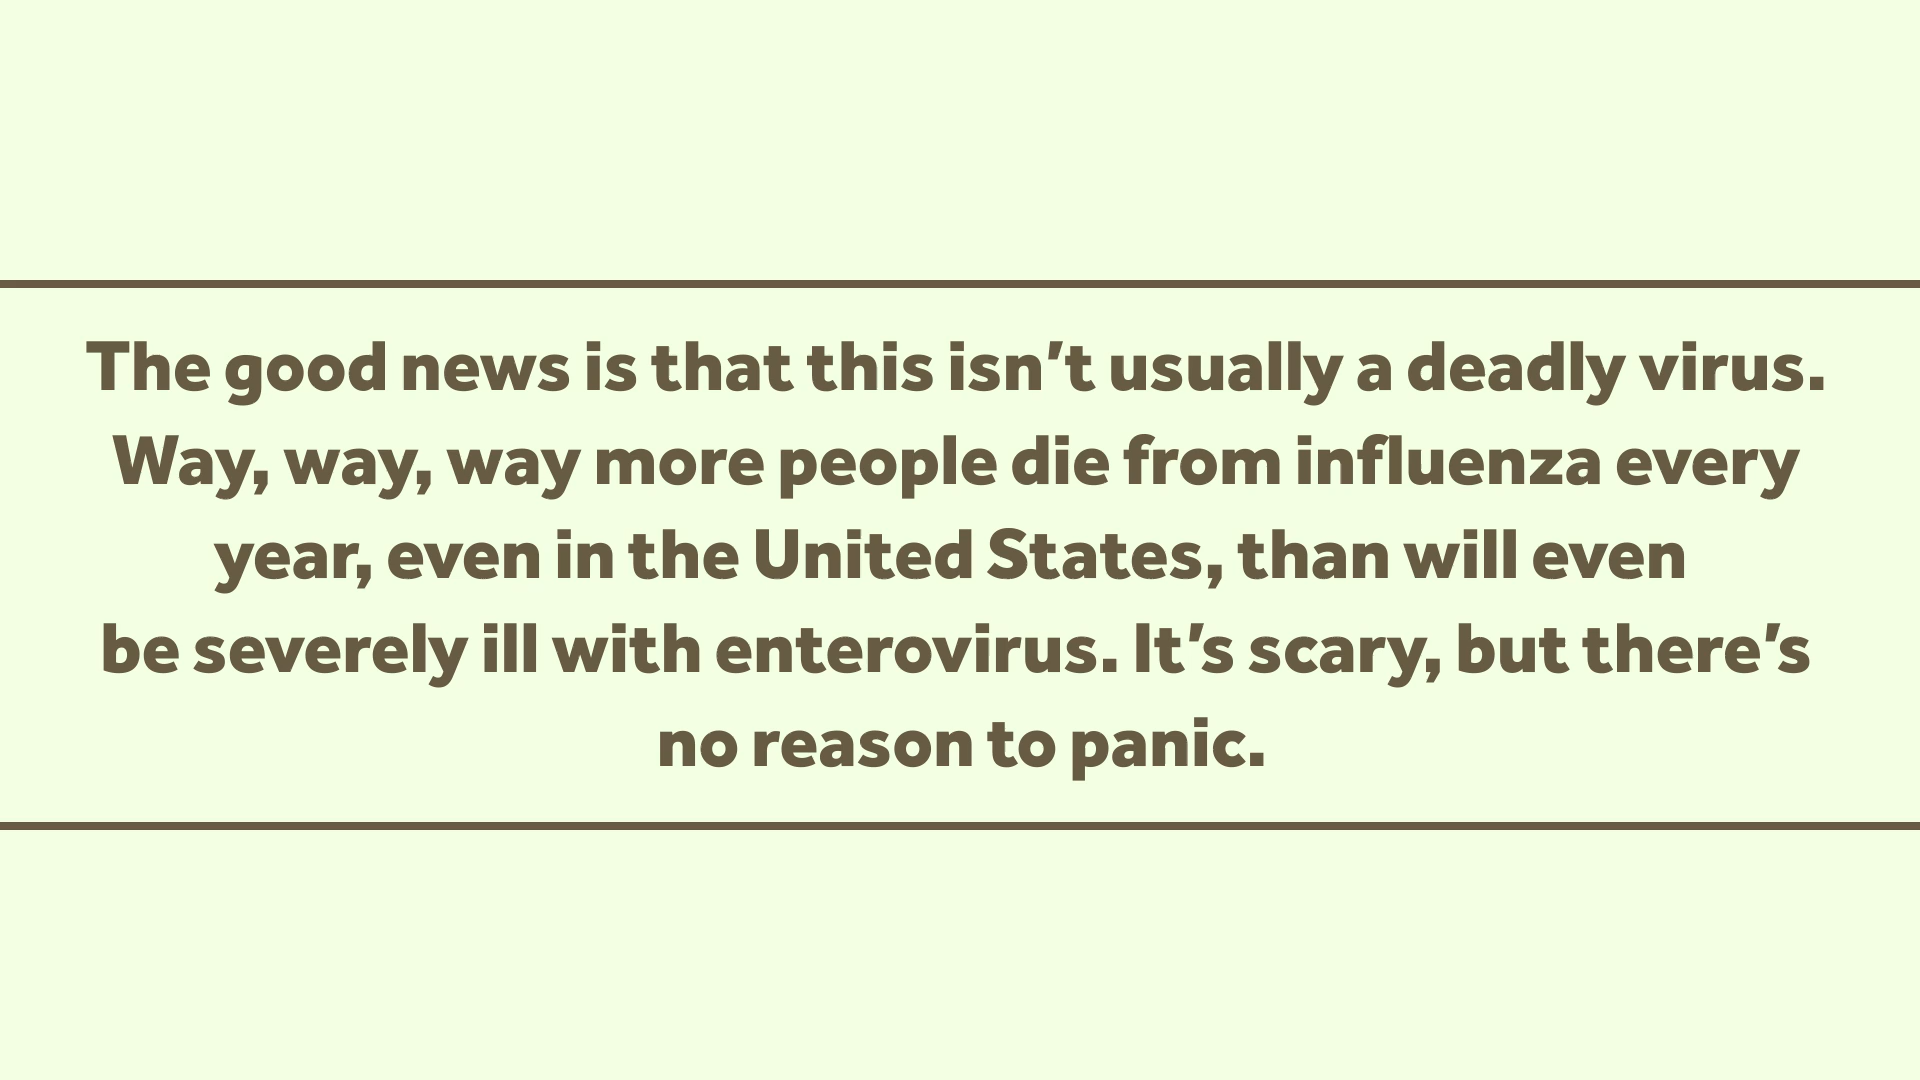 The good news is that this isn’t usually a deadly virus.
Way, way, way more people die from influenza every
year, even in the United States, than will even
be severely ill with enterovirus. It’s scary, but there’s
no reason to panic.